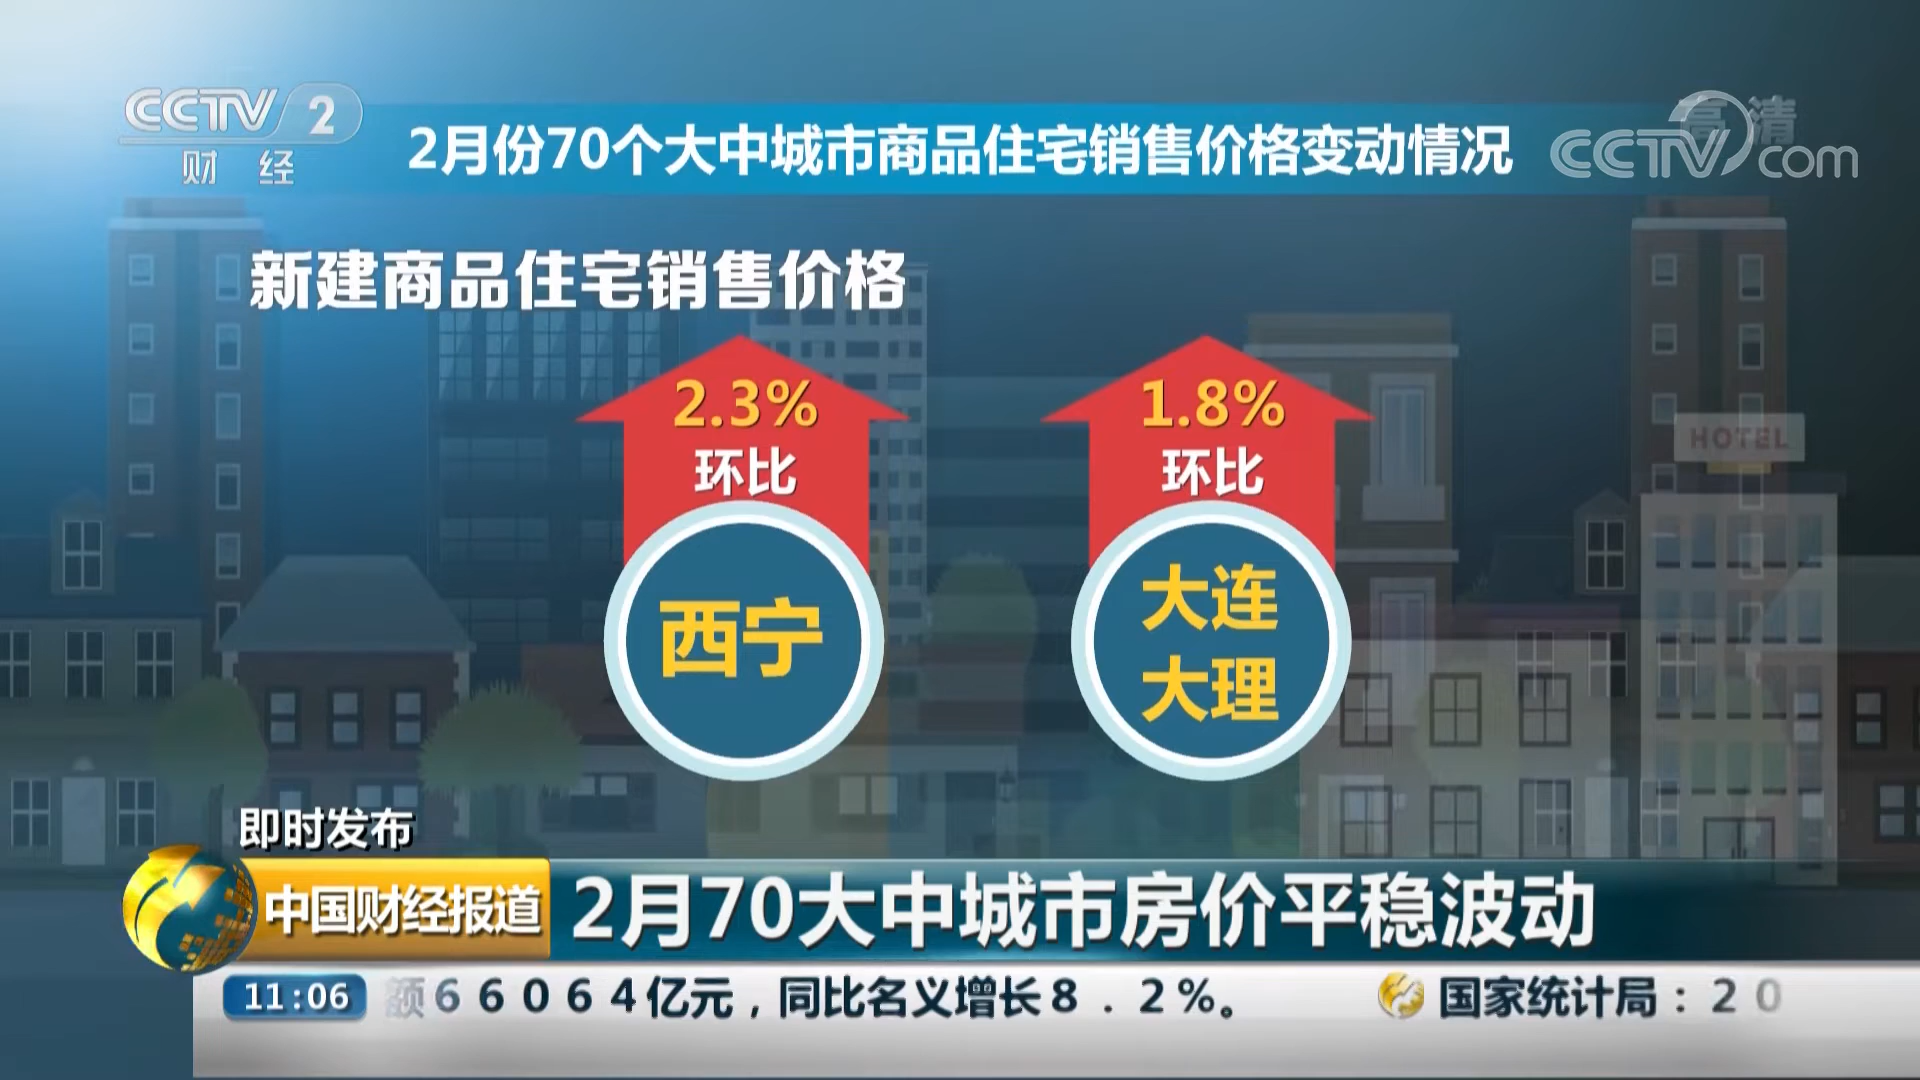 CCTV 2
财 经
2月份70个大中城市商品住宅销售价格变动情况
高清
CCTV.com
新建商品住宅销售价格
2.3%
环比
西宁
1.8%
环比
大连
大理
HOTEL
即时发布
中国财经报道
2月70大中城市房价平稳波动
11:06
额66064亿元，同比名义增长8.2%。
国家统计局：20